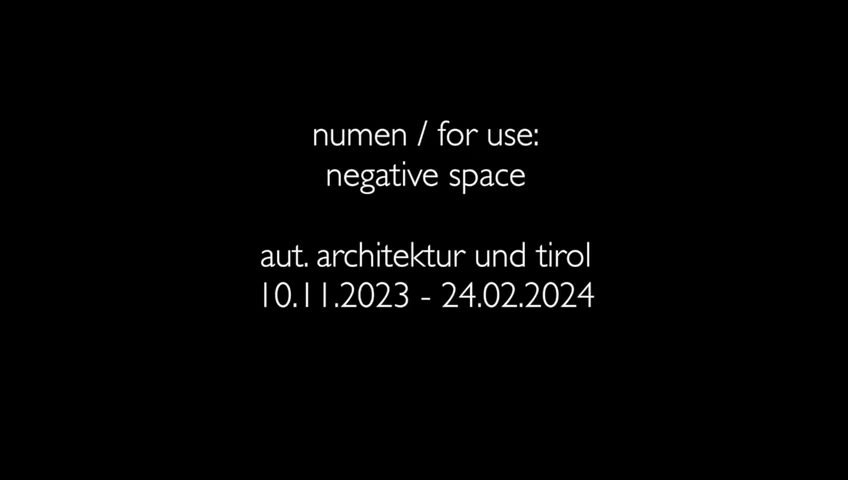 numen / for use:
negative space
aut. architektur und tirol
10.11.2023 - 24.02.2024